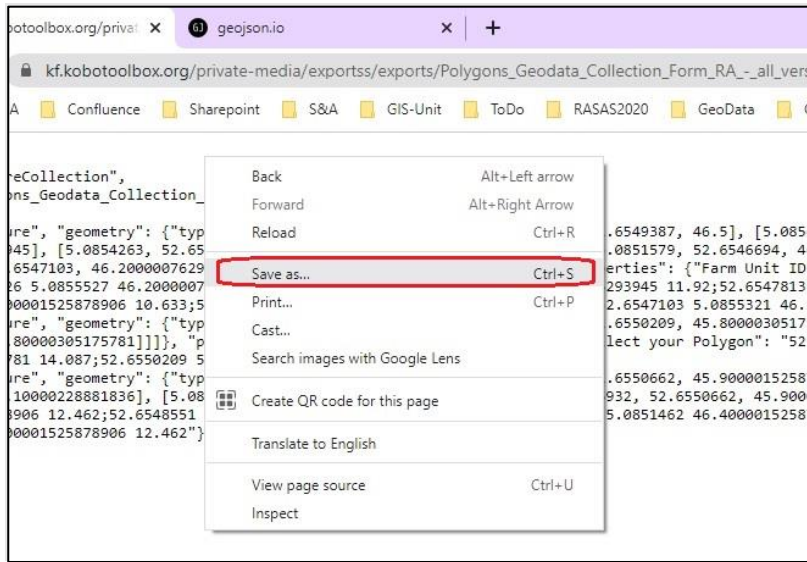 ootoolbox.org/privat geojson.io
kf.kobotoolbox.org/private-media/exportss/exports/Polygons_Geodata_Collection_Form_RA_-_all_vers
A Confluence Sharepoint S&A GIS-Unit ToDo RASAS2020 GeoData
eCollection",
ons_Geodata_Collection_
ure", "geometry": {"typ .6549387, 46.5], [5.085
945], [5.0854263, 52.65 .0851579, 52.6546694, 4
.6547103, 46.2000007629 erties": {"Farm Unit ID
26 5.0855527 46.2000007 293945 11.92;52.6547813
00001525878906 10.633;5 2.6547103 5.0855321 46.
ure", "geometry": {"typ .6550209, 45.8000030517
.80000305175781]]]}, "p lect your Polygon": "52
781 14.087;52.6550209 5
ure", "geometry": {"typ .6550662, 45.9000015258
.10000228881836], [5.08 932, 52.6550662, 45.900
8906 12.462;52.6548551 5.0851462 46.4000015258
00001525878906 12.462"}
Back Alt+Left arrow
Forward Alt+Right Arrow
Reload Ctrl+R
Save as... Ctrl+S
Print... Ctrl+P
Cast...
Search images with Google Lens
Create QR code for this page
Translate to English
View page source Ctrl+U
Inspect